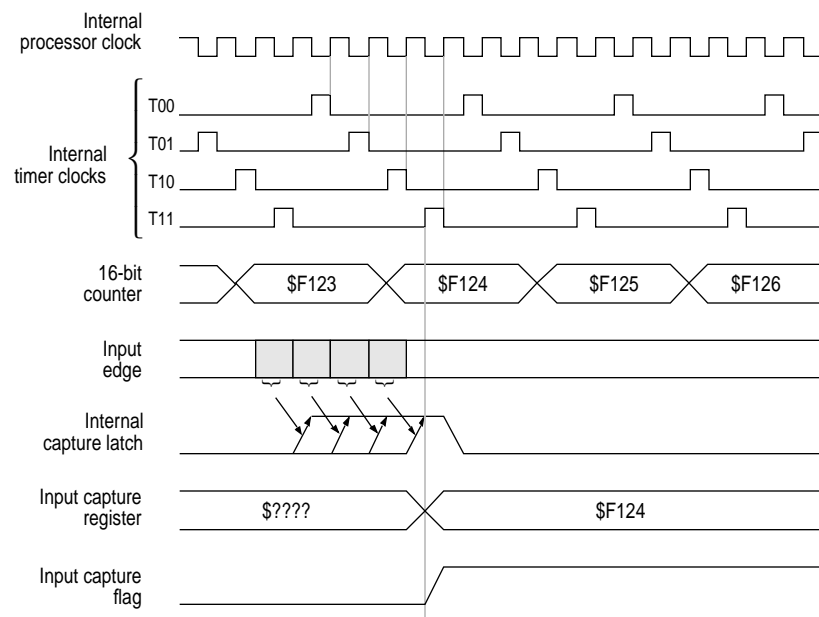 Internal
processor clock
T00
T01
Internal
timer clocks
T10
T11
16-bit
counter
$F123
$F124
$F125
$F126
Input
edge
Internal
capture latch
Input capture
register
$????
$F124
Input capture
flag